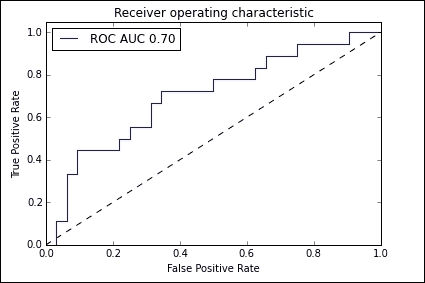 Receiver operating characteristic
ROC AUC 0.70
True Positive Rate
1.0
0.8
0.6
0.4
0.2
0.0
0.0 0.2 0.4 0.6 0.8 1.0
False Positive Rate